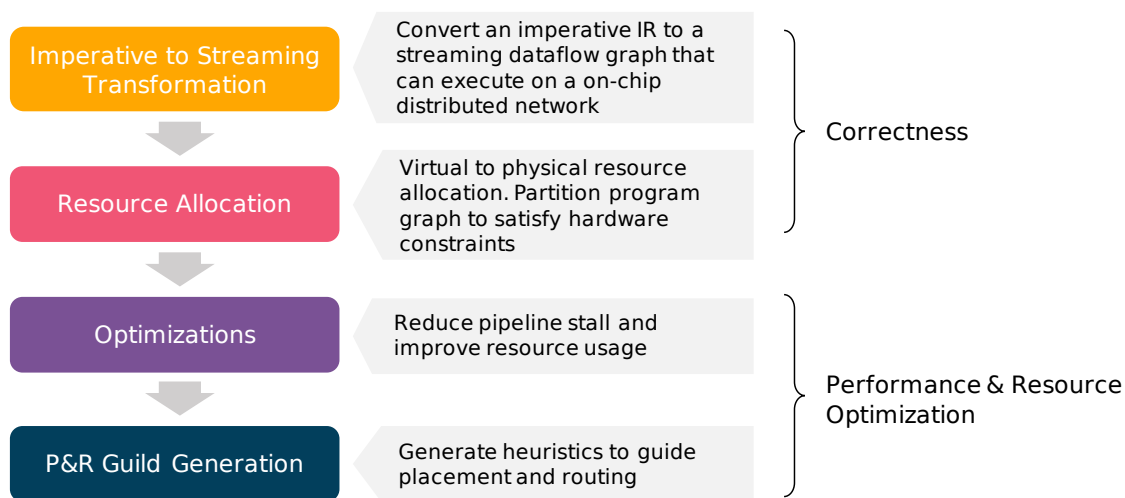 Imperative to Streaming
Transformation
Convert an imperative IR to a
streaming dataflow graph that
can execute on a on-chip
distributed network
Correctness
Resource Allocation
Virtual to physical resource
allocation. Partition program
graph to satisfy hardware
constraints
Optimizations
Reduce pipeline stall and
improve resource usage
Performance & Resource
Optimization
P&R Guild Generation
Generate heuristics to guide
placement and routing